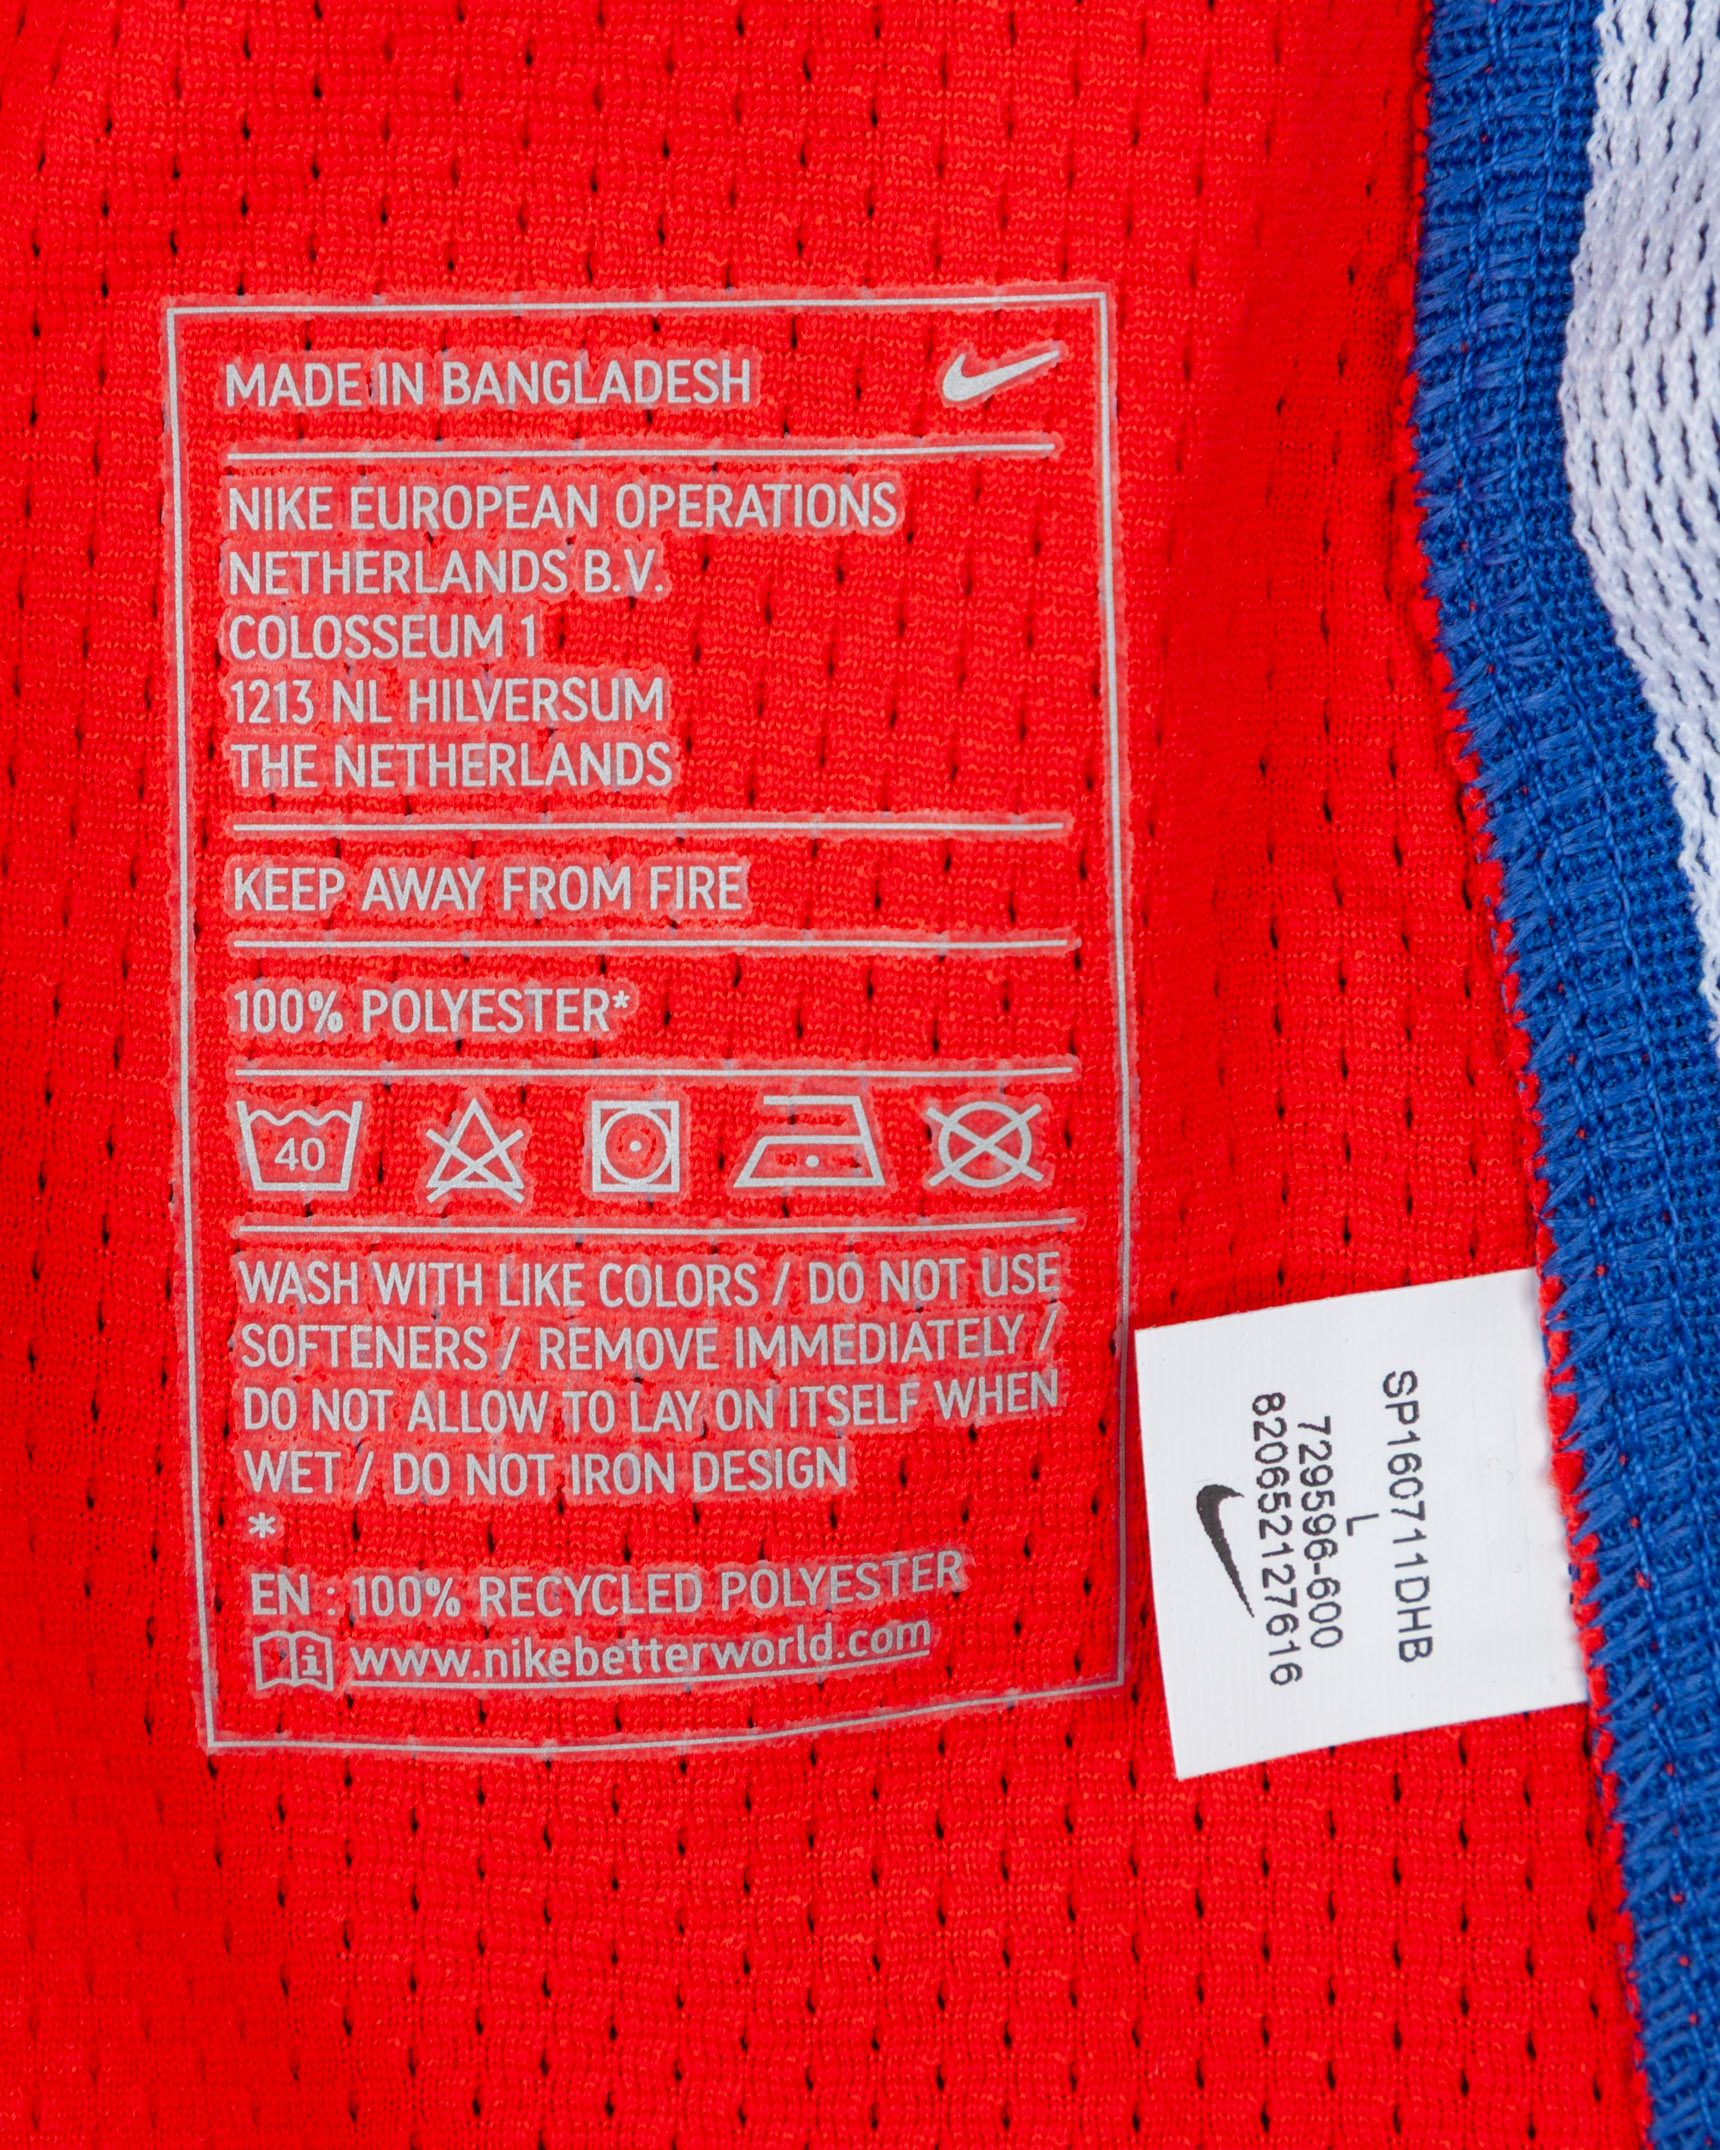 MADE IN BANGLADESH
NIKE EUROPEAN OPERATIONS
NETHERLANDS B.V.
COLOSSEUM 1
1213 NL HILVERSUM
THE NETHERLANDS
KEEP AWAY FROM FIRE
100% POLYESTER*
40
WASH WITH LIKE COLORS / DO NOT USE
SOFTENERS / REMOVE IMMEDIATELY /
DO NOT ALLOW TO LAY ON ITSELF WHEN
WET / DO NOT IRON DESIGN
*
EN : 100% RECYCLED POLYESTER
i www.nikebetterworld.com
SP160711DHB
L
729596-600
820652127616